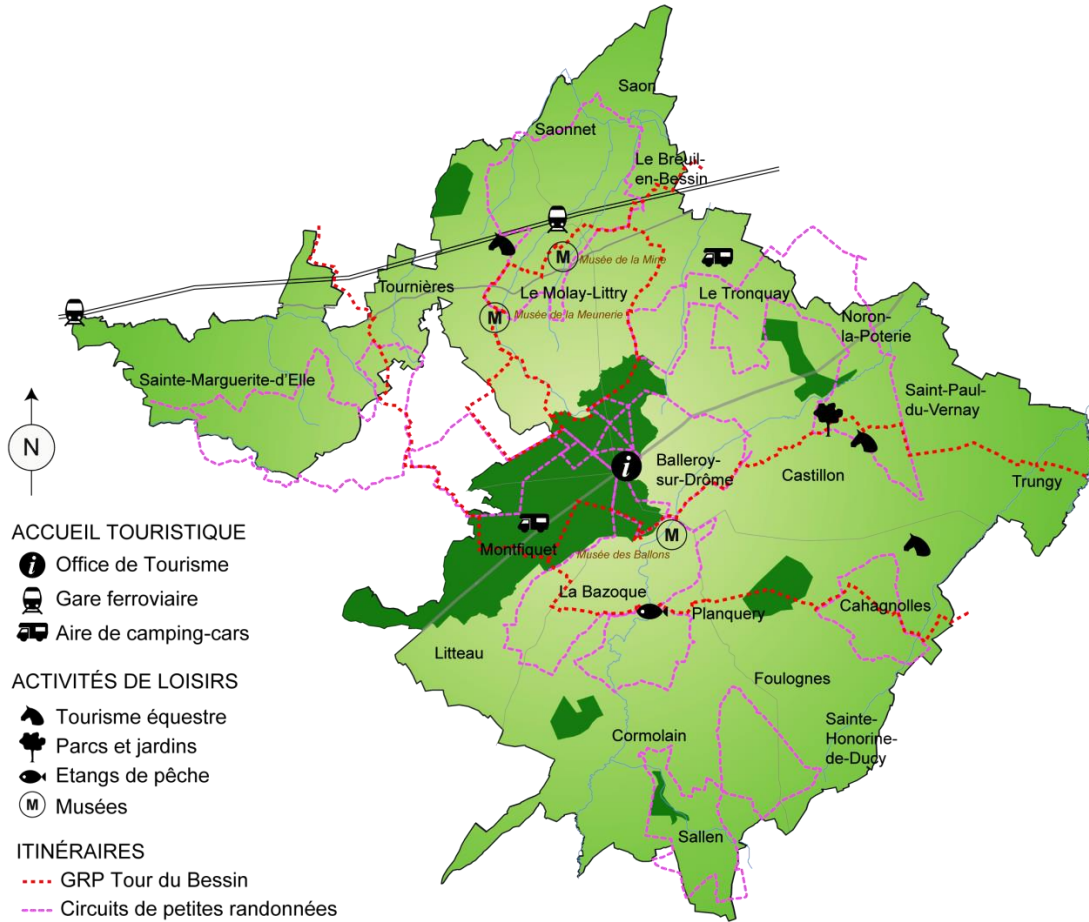 Saon
Saonnet
Le Breuil-
en-Bessin
M
Musée de la Mine
Tournières
Le Molay-Littry
Le Tronquay
M
Musée de la Meunerie
Noron-
la-Poterie
Sainte-Marguerite-d'Elle
Saint-Paul-
du-Vernay
N
i
Balleroy-
sur-Drôme
Castillon
Trungy
M
Montfiquet
Musée des Ballons
La Bazoque
Planquery
Cahagnolles
Litteau
Foulognes
Cormolain
Sainte-
Honorine-
de-Ducy
Sallen
ACCUEIL TOURISTIQUE
i Office de Tourisme
Gare ferroviaire
Aire de camping-cars
ACTIVITÉS DE LOISIRS
Tourisme équestre
Parcs et jardins
Etangs de pêche
M Musées
ITINÉRAIRES
GRP Tour du Bessin
Circuits de petites randonnées